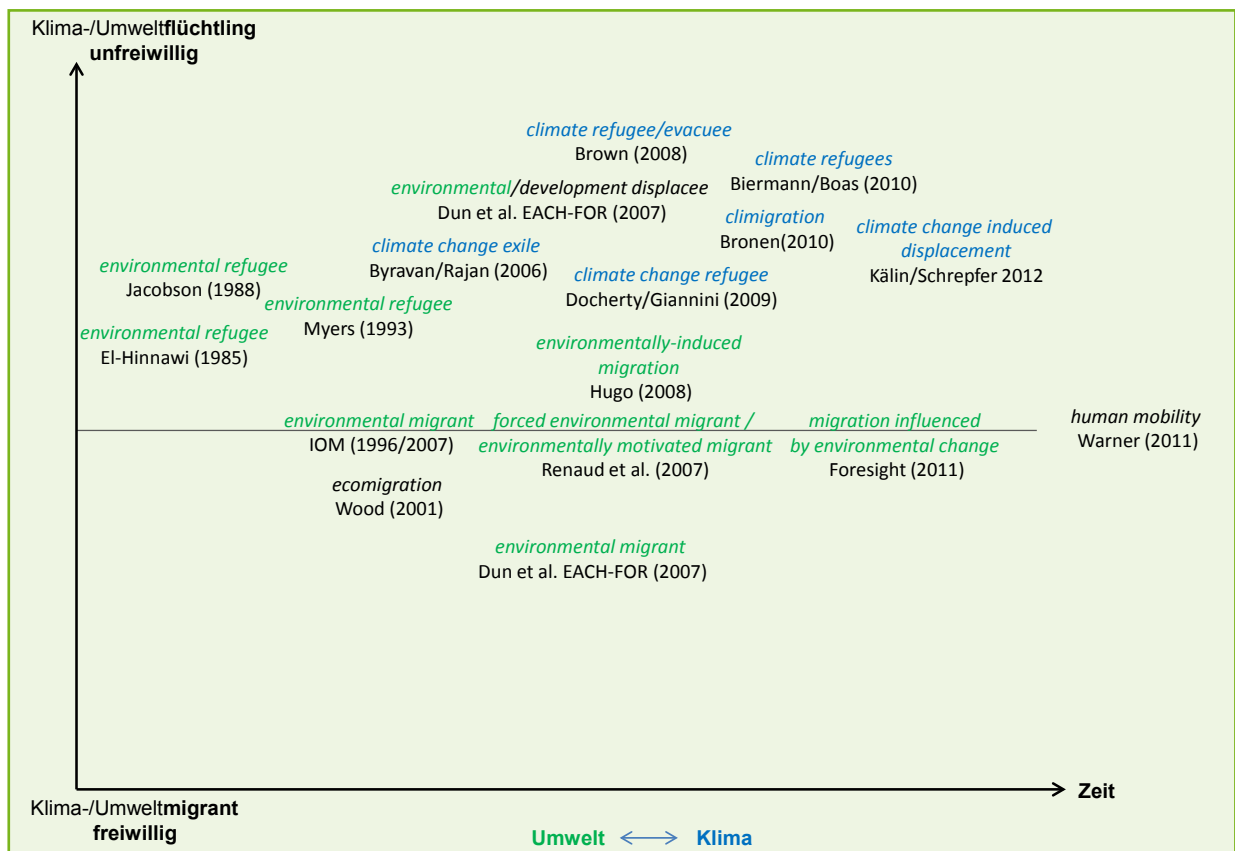 Klima-/Umweltflüchtling
unfreiwillig
climate refugee/evacuee
Brown (2008)
climate refugees
Biermann/Boas (2010)
environmental/development displacee
Dun et al. EACH-FOR (2007)
climigration
Bronen(2010)
climate change induced
displacement
Kälin/Schrepfer 2012
climate change exile
Byravan/Rajan (2006)
environmental refugee
Jacobson (1988)
climate change refugee
Docherty/Giannini (2009)
environmental refugee
Myers (1993)
environmental refugee
El-Hinnawi (1985)
environmentally-induced
migration
Hugo (2008)
environmental migrant
IOM (1996/2007)
forced environmental migrant /
environmentally motivated migrant
Renaud et al. (2007)
migration influenced
by environmental change
Foresight (2011)
human mobility
Warner (2011)
ecomigration
Wood (2001)
environmental migrant
Dun et al. EACH-FOR (2007)
Zeit
Klima-/Umweltmigrant
freiwillig
Umwelt Klima